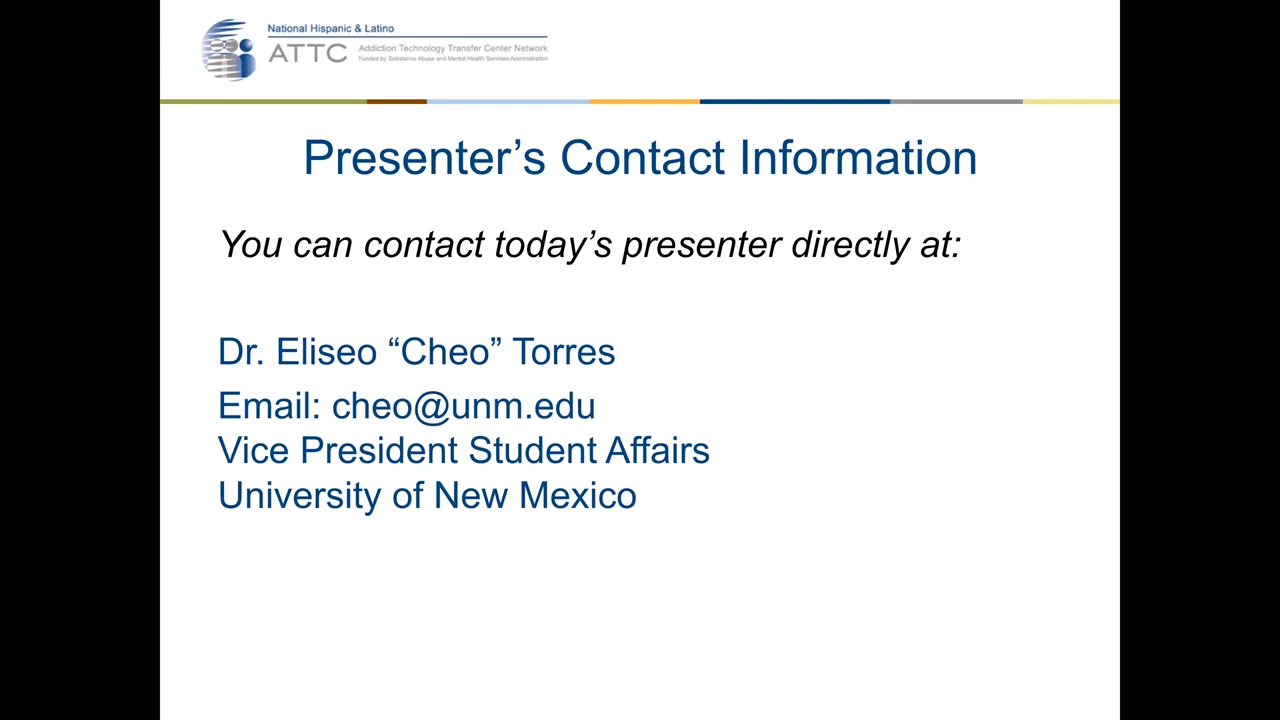 National Hispanic & Latino
ATTC
Addiction Technology Transfer Center Network
Funded by Substance Abuse and Mental Health Services Administration
Presenter’s Contact Information
You can contact today’s presenter directly at:
Dr. Eliseo “Cheo” Torres
Email: cheo@unm.edu
Vice President Student Affairs
University of New Mexico